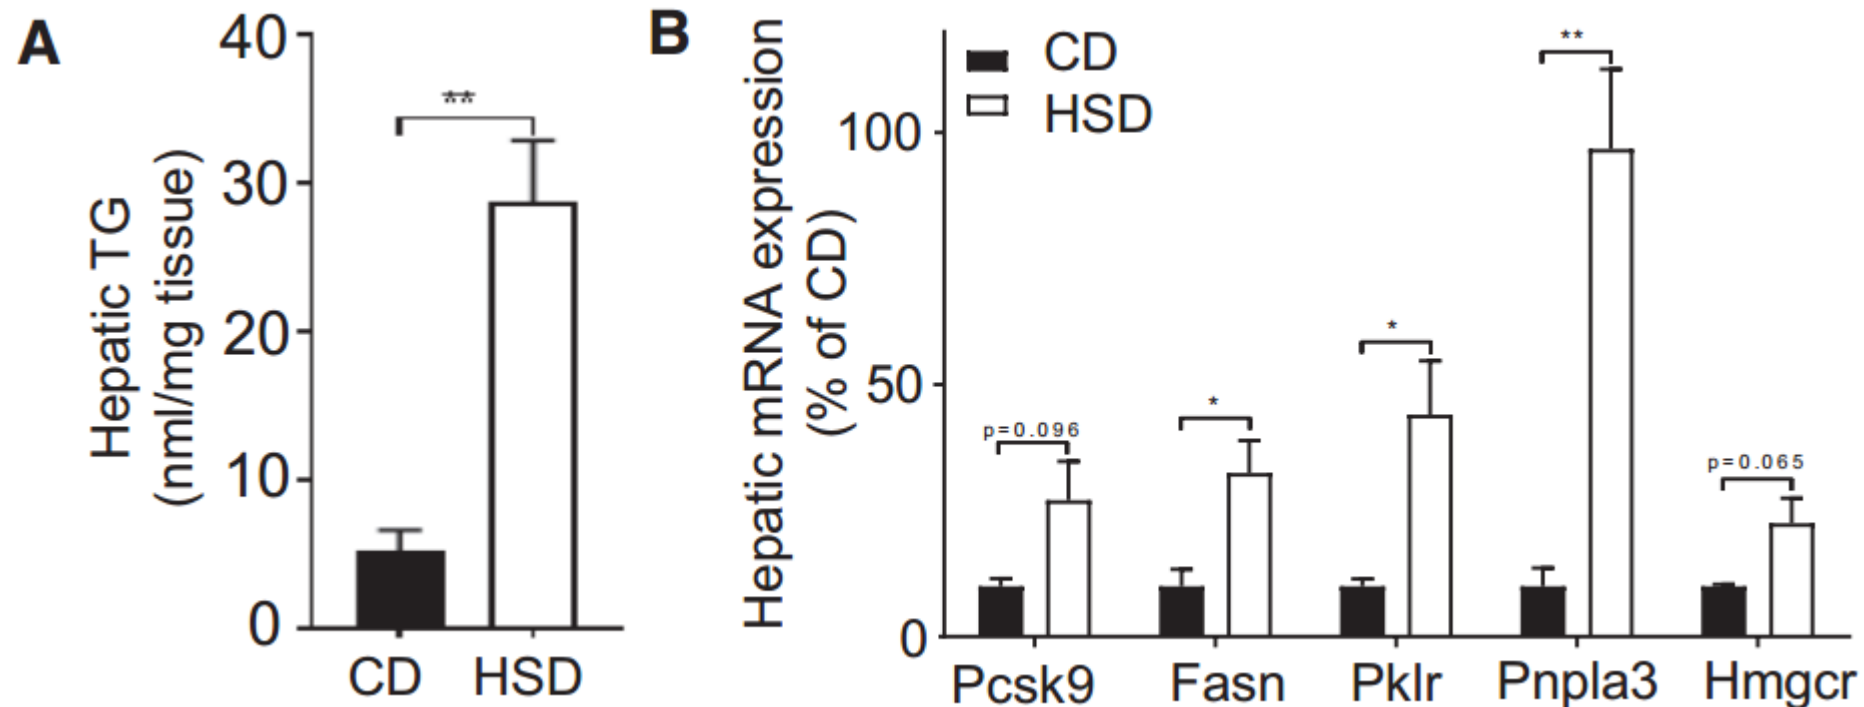 A
40
30
20
10
0
Hepatic TG
(nml/mg tissue)
**
CD HSD
B
CD
HSD
100
50
0
Hepatic mRNA expression
(% of CD)
p=0.096
*
*
**
p=0.065
Pcsk9 Fasn Pklr Pnpla3 Hmgcr